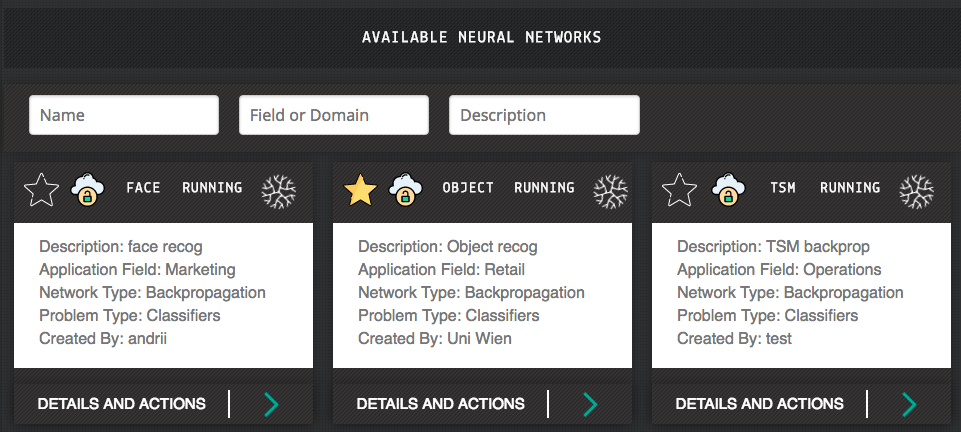 AVAILABLE NEURAL NETWORKS
Name
Field or Domain
Description
FACE RUNNING
Description: face recog
Application Field: Marketing
Network Type: Backpropagation
Problem Type: Classifiers
Created By: andrii
DETAILS AND ACTIONS
OBJECT RUNNING
Description: Object recog
Application Field: Retail
Network Type: Backpropagation
Problem Type: Classifiers
Created By: Uni Wien
DETAILS AND ACTIONS
TSM RUNNING
Description: TSM backprop
Application Field: Operations
Network Type: Backpropagation
Problem Type: Classifiers
Created By: test
DETAILS AND ACTIONS